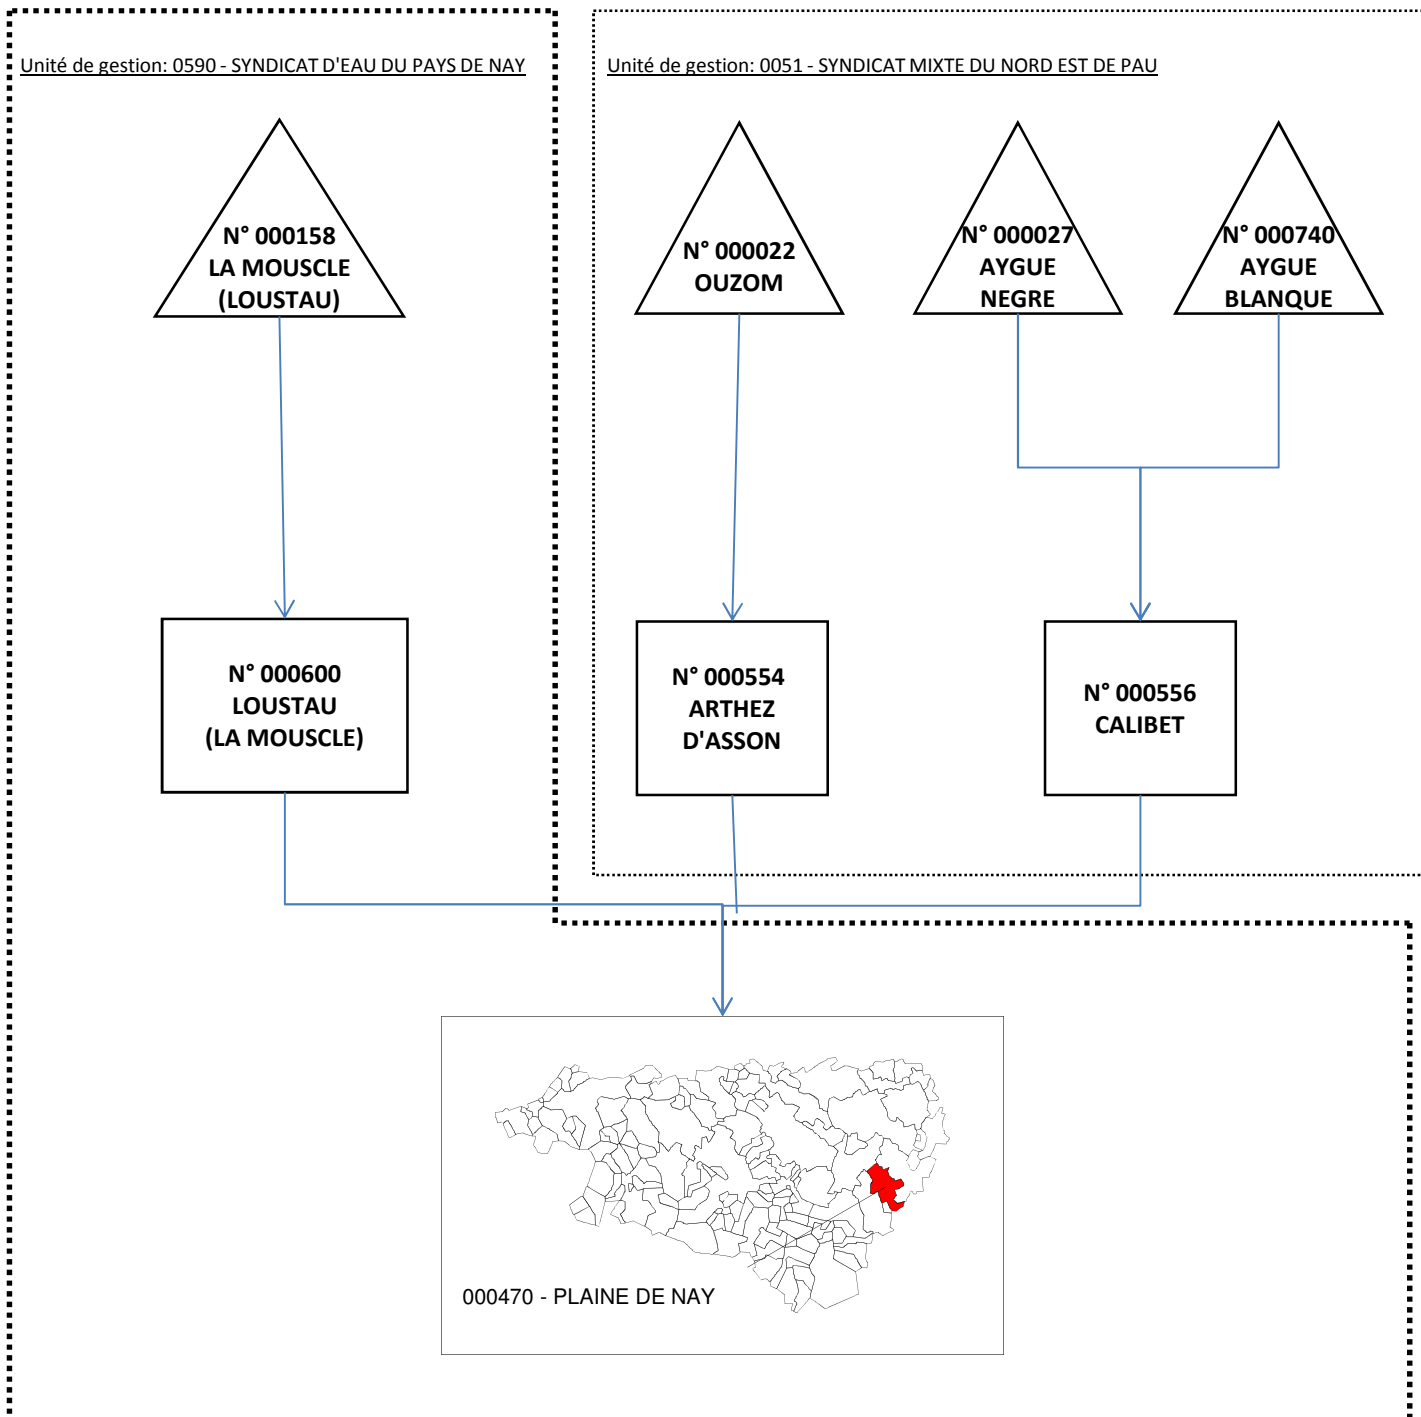 Unité de gestion: 0590 - SYNDICAT D'EAU DU PAYS DE NAY
Unité de gestion: 0051 - SYNDICAT MIXTE DU NORD EST DE PAU
N° 000158
LA MOUSCLE
(LOUSTAU)
N° 000022
OUZOM
N° 000027
AYGUE
NEGRE
N° 000740
AYGUE
BLANQUE
N° 000600
LOUSTAU
(LA MOUSCLE)
N° 000554
ARTHEZ
D'ASSON
N° 000556
CALIBET
000470 - PLAINE DE NAY